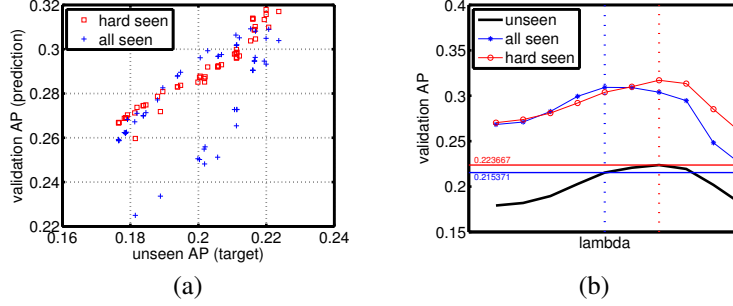 0.32
0.3
0.28
0.26
0.24
0.22
0.16
0.18
0.2
0.22
0.24
validation AP (prediction)
unseen AP (target)
hard seen
all seen
(a)
0.4
0.35
0.3
0.25
0.2
0.15
validation AP
lambda
unseen
all seen
hard seen
0.223667
0.215371
(b)